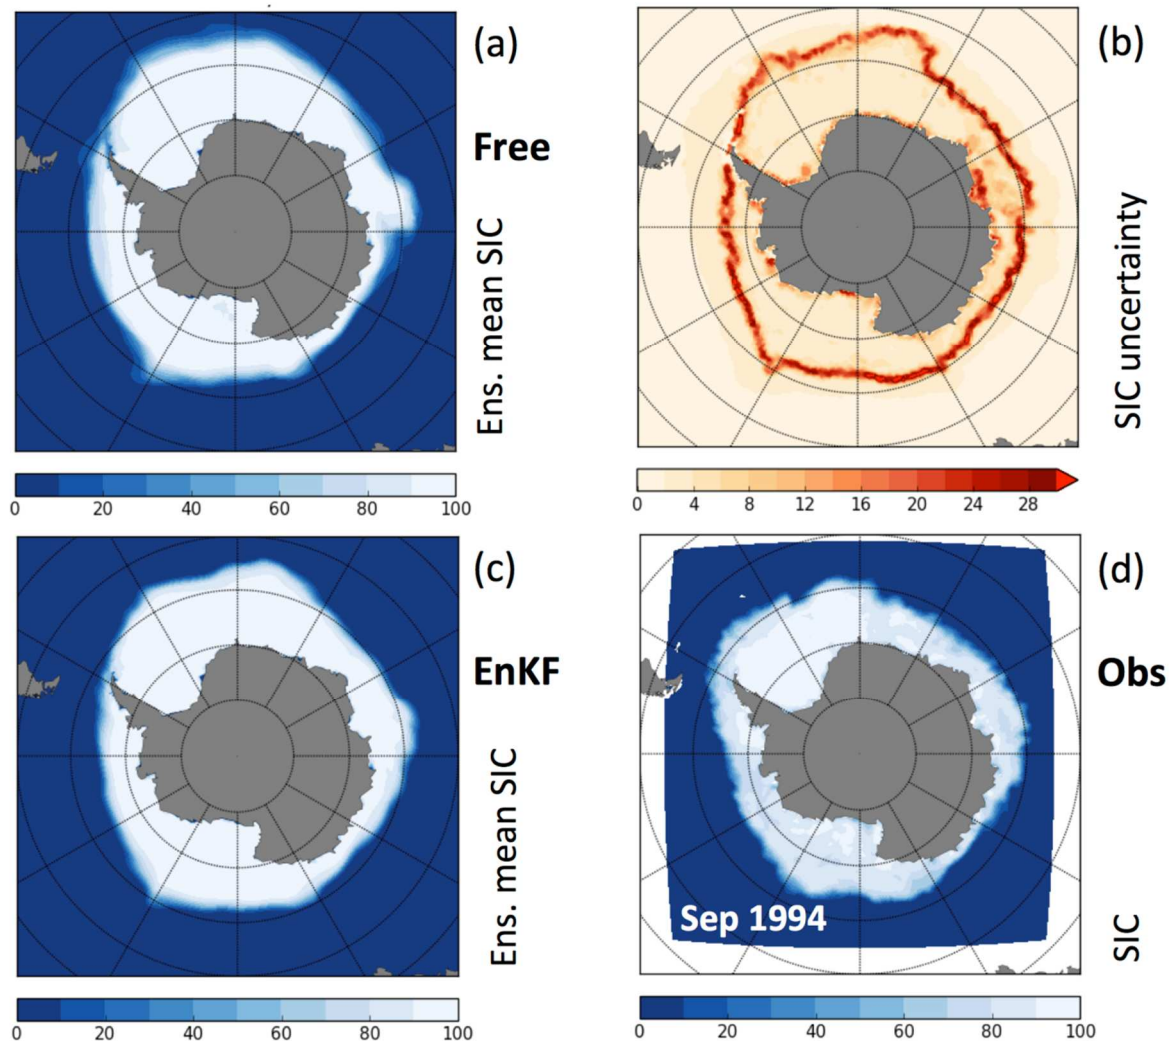 (a)
Free
Ens. mean SIC
0 20 40 60 80 100
(b)
SIC uncertainty
0 4 8 12 16 20 24 28
(c)
EnKF
Ens. mean SIC
0 20 40 60 80 100
(d)
Obs
Sep 1994
SIC
0 20 40 60 80 100